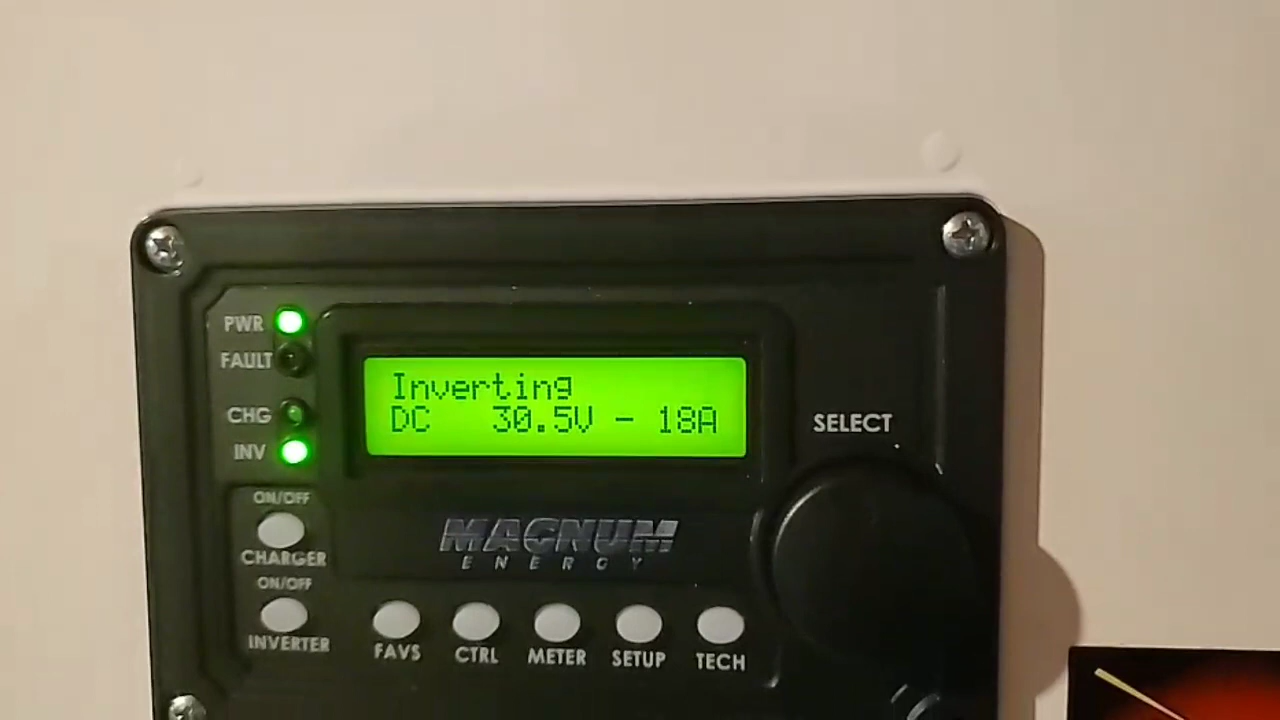 PWR
FAULT
CHG
INV
Inverting
DC 30.5V - 18A
SELECT
ON/OFF
CHARGER
ON/OFF
INVERTER
MAGNUM
ENERGY
FAVS CTRL METER SETUP TECH